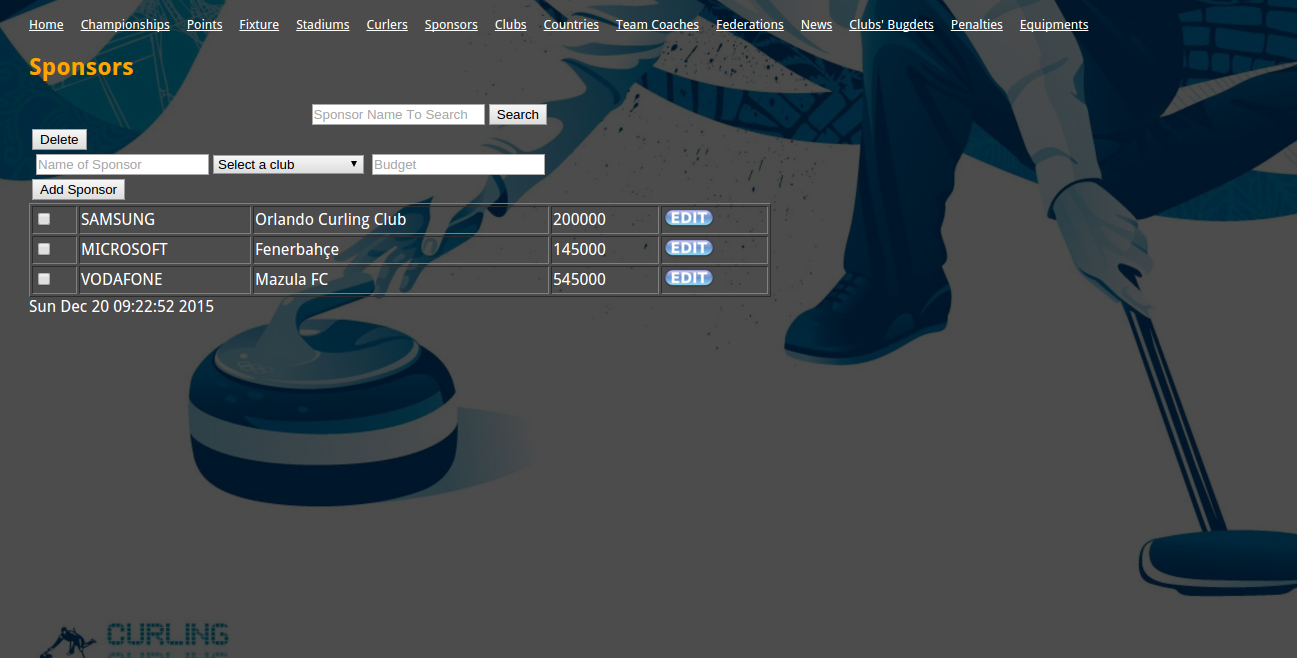 Home Championships Points Fixture Stadiums Curlers Sponsors Clubs Countries Team Coaches Federations News Clubs' Bugdets Penalties Equipments
Sponsors
Sponsor Name To Search Search
Delete
Name of Sponsor Select a club Budget
Add Sponsor
SAMSUNG Orlando Curling Club 200000 EDIT
MICROSOFT Fenerbahçe 145000 EDIT
VODAFONE Mazula FC 545000 EDIT
Sun Dec 20 09:22:52 2015
CURLING
CURLING